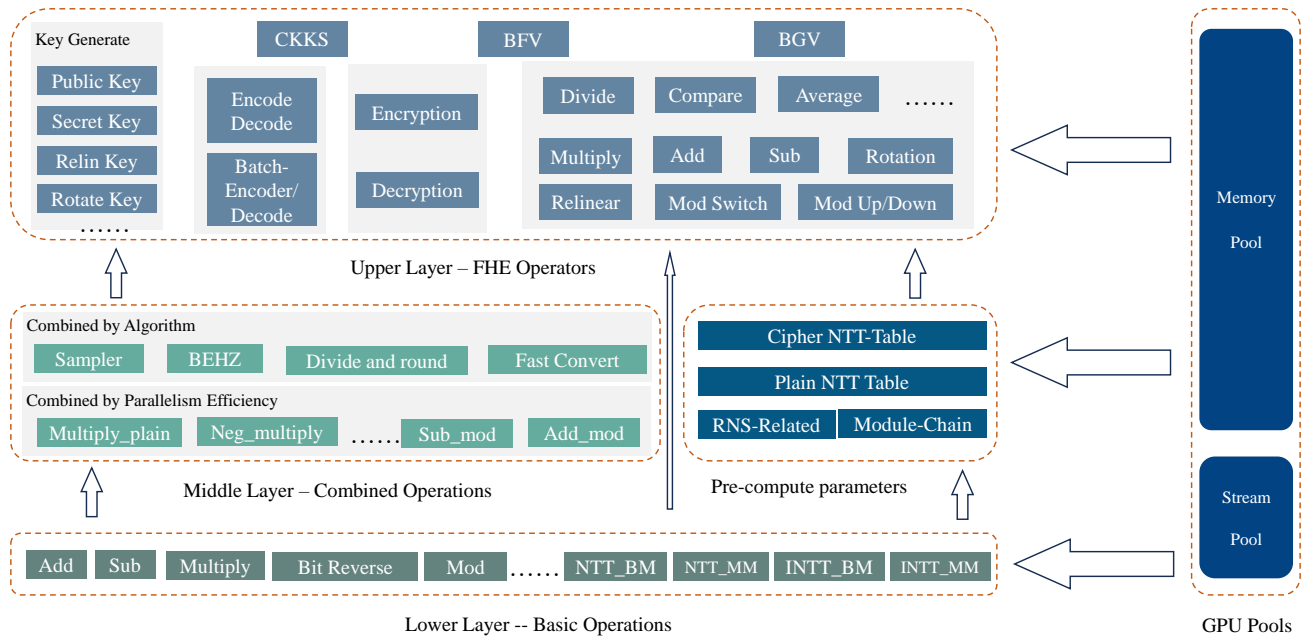 Key Generate
Public Key
Secret Key
Relin Key
Rotate Key
......
CKKS
BFV
BGV
Encode
Decode
Batch-
Encoder/
Decode
Encryption
Decryption
Divide
Compare
Average
......
Multiply
Add
Sub
Rotation
Relinear
Mod Switch
Mod Up/Down
Upper Layer – FHE Operators
Combined by Algorithm
Sampler
BEHZ
Divide and round
Fast Convert
Combined by Parallelism Efficiency
Multiply_plain
Neg_multiply
......
Sub_mod
Add_mod
Middle Layer – Combined Operations
Cipher NTT-Table
Plain NTT Table
RNS-Related
Module-Chain
Pre-compute parameters
Add
Sub
Multiply
Bit Reverse
Mod
......
NTT_BM
NTT_MM
INTT_BM
INTT_MM
Lower Layer -- Basic Operations
Memory
Pool
Stream
Pool
GPU Pools